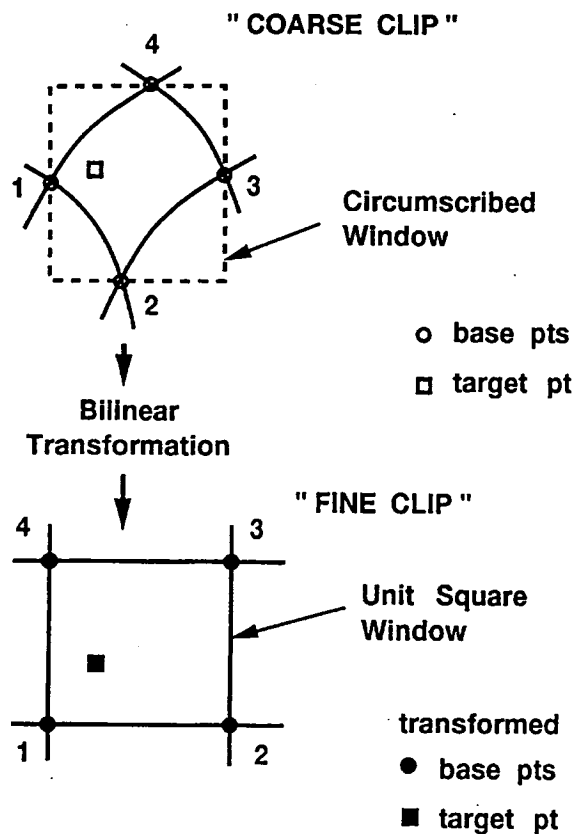 "COARSE CLIP"
4
1
3
Circumscribed
Window
2
base pts
target pt
Bilinear
Transformation
"FINE CLIP"
4
3
Unit Square
Window
1
2
transformed
base pts
target pt